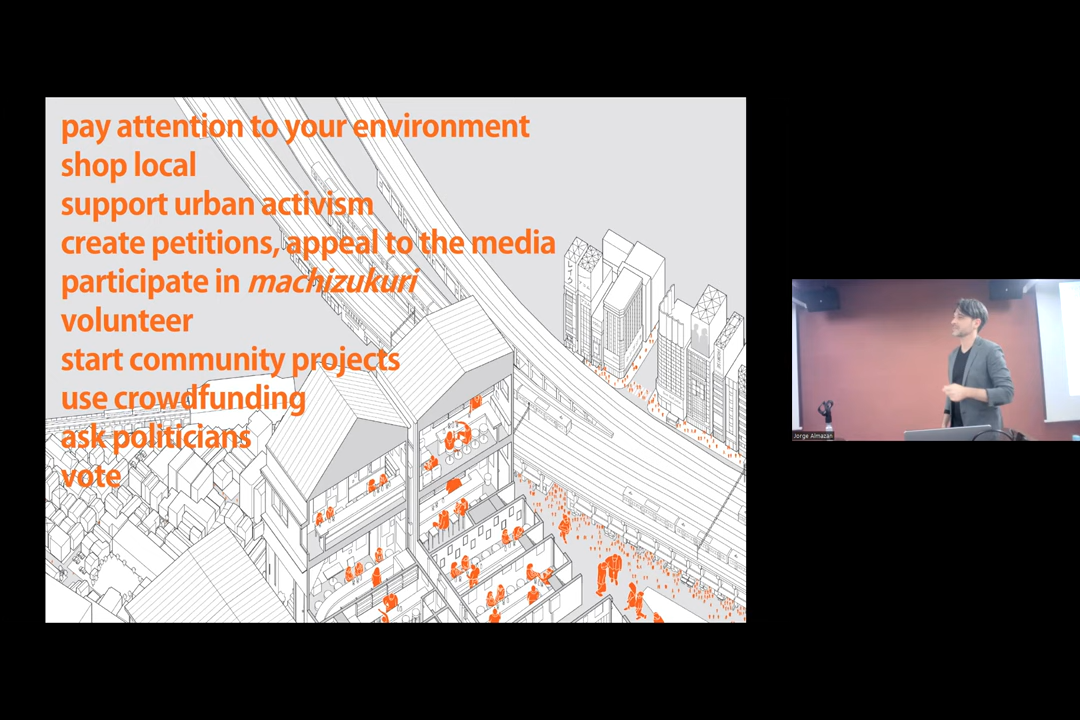 pay attention to your environment
shop local
support urban activism
create petitions, appeal to the media
participate in machizukuri
volunteer
start community projects
use crowdfunding
ask politicians
vote
Jorge Almazan